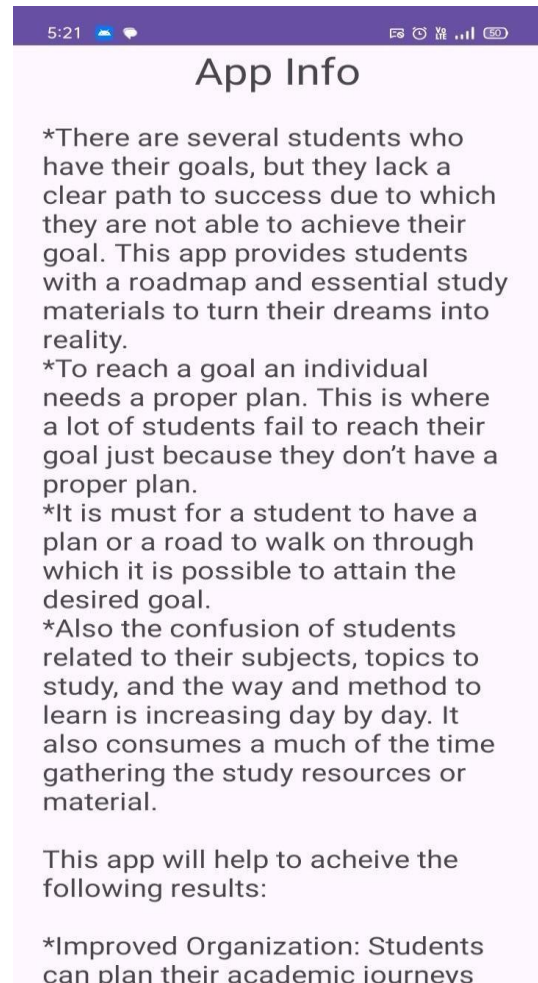 5:21
Vo LTE
50
App Info
*There are several students who
have their goals, but they lack a
clear path to success due to which
they are not able to achieve their
goal. This app provides students
with a roadmap and essential study
materials to turn their dreams into
reality.
*To reach a goal an individual
needs a proper plan. This is where
a lot of students fail to reach their
goal just because they don’t have a
proper plan.
*It is must for a student to have a
plan or a road to walk on through
which it is possible to attain the
desired goal.
*Also the confusion of students
related to their subjects, topics to
study, and the way and method to
learn is increasing day by day. It
also consumes a much of the time
gathering the study resources or
material.
This app will help to acheive the
following results:
*Improved Organization: Students
can plan their academic journeys